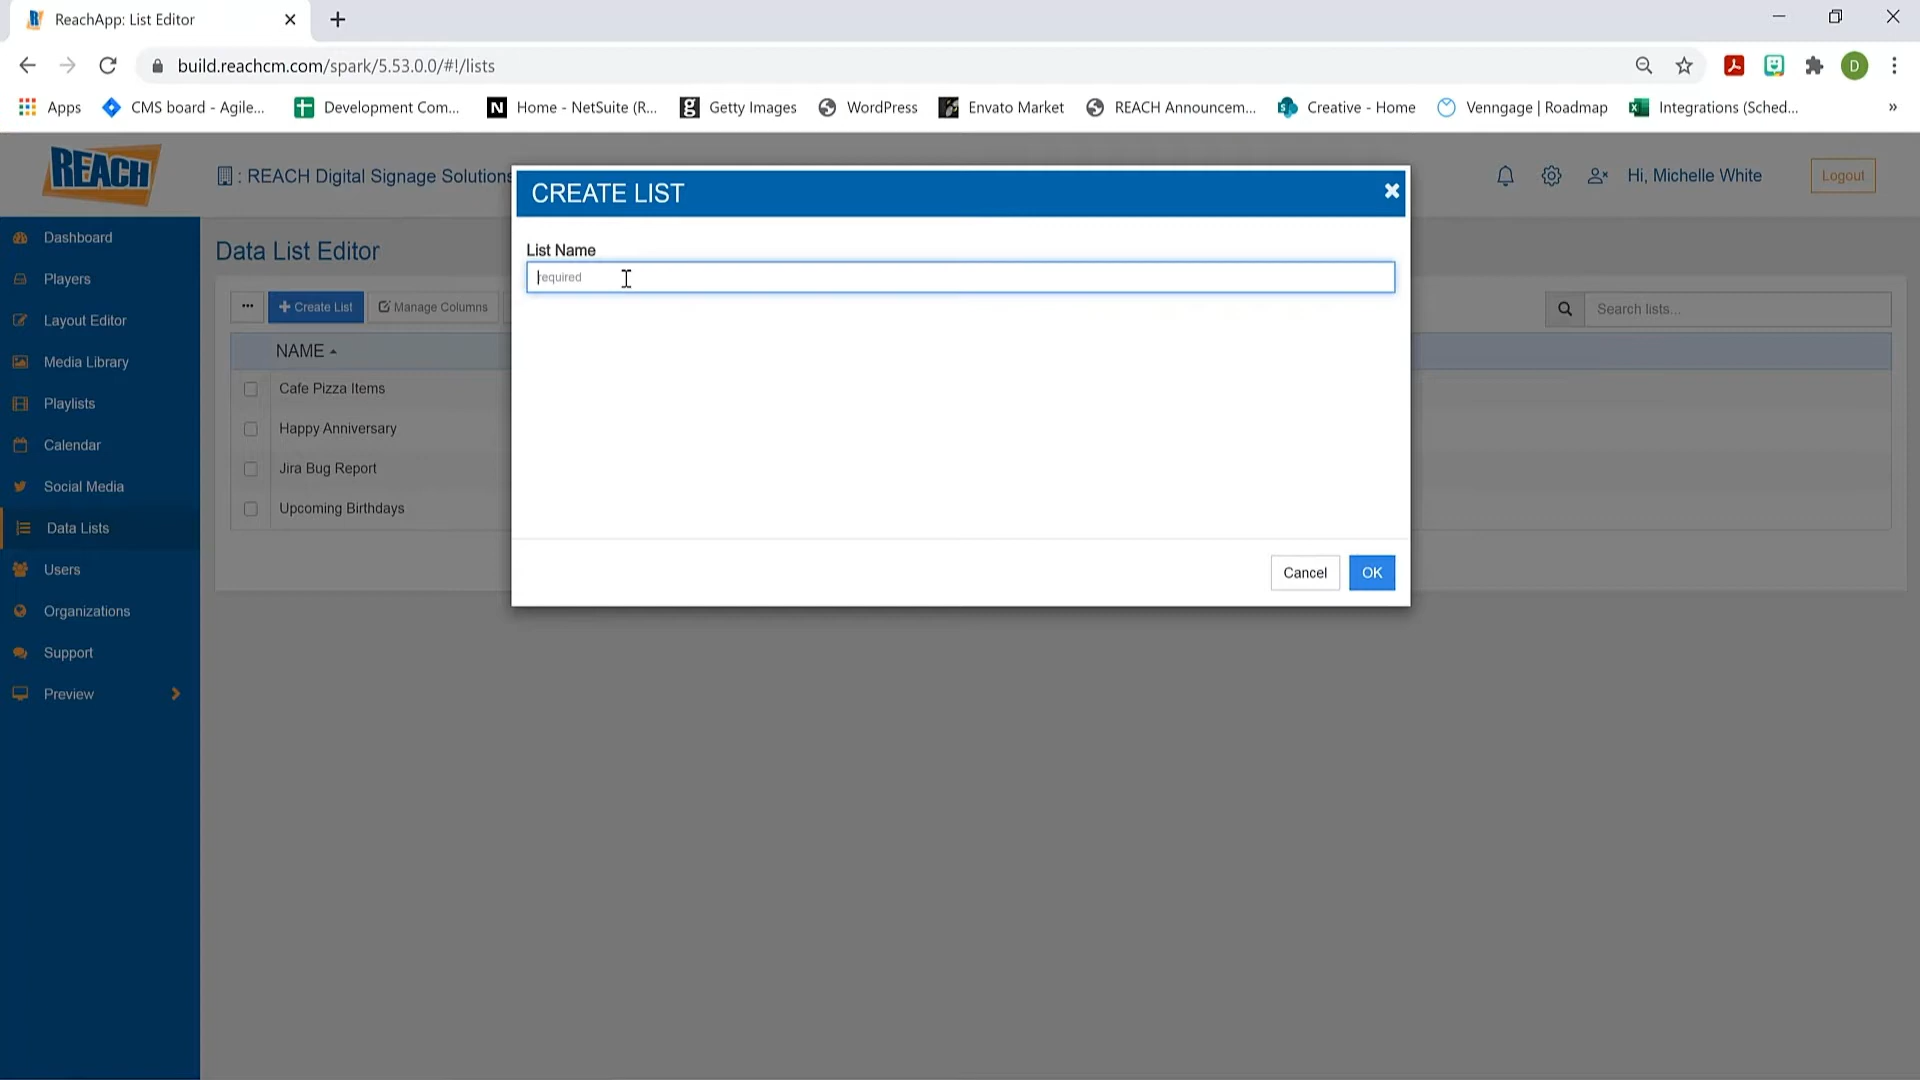 ReachApp: List Editor
build.reachcm.com/spark/5.53.0.0/#!/lists
D
Apps
CMS board - Agile...
Development Com...
N Home - NetSuite (R...
g Getty Images
WordPress
Envato Market
REACH Announcem...
Creative - Home
Venngage | Roadmap
Integrations (Sched...
»
REACH
: REACH Digital Signage Solutions
Hi, Michelle White
Logout
Dashboard
Players
Layout Editor
Media Library
Playlists
Calendar
Social Media
Data Lists
Users
Organizations
Support
Preview
Data List Editor
... + Create List Manage Columns
Search lists...
NAME
Cafe Pizza Items
Happy Anniversary
Jira Bug Report
Upcoming Birthdays
CREATE LIST
List Name
required
Cancel
OK